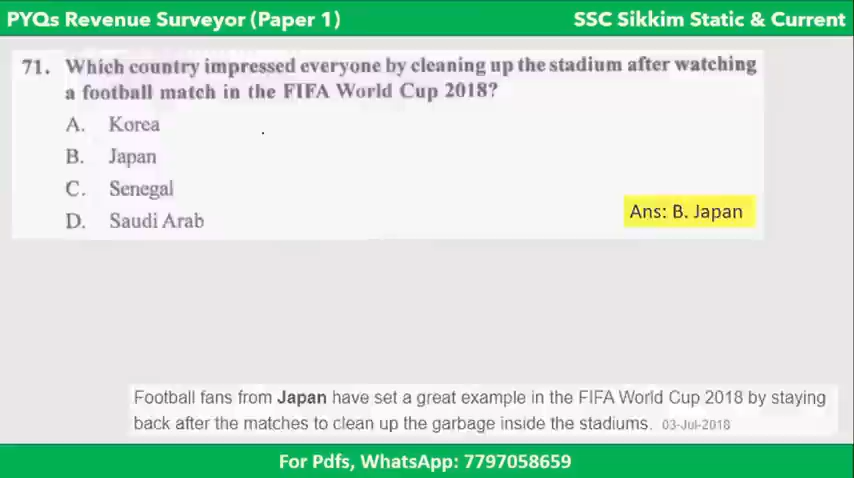 PYQs Revenue Surveyor (Paper 1)
SSC Sikkim Static & Current
71. Which country impressed everyone by cleaning up the stadium after watching
a football match in the FIFA World Cup 2018?
A. Korea
B. Japan
C. Senegal
D. Saudi Arab
Ans: B. Japan
Football fans from Japan have set a great example in the FIFA World Cup 2018 by staying
back after the matches to clean up the garbage inside the stadiums. 03-Jul-2018
For Pdfs, WhatsApp: 7797058659